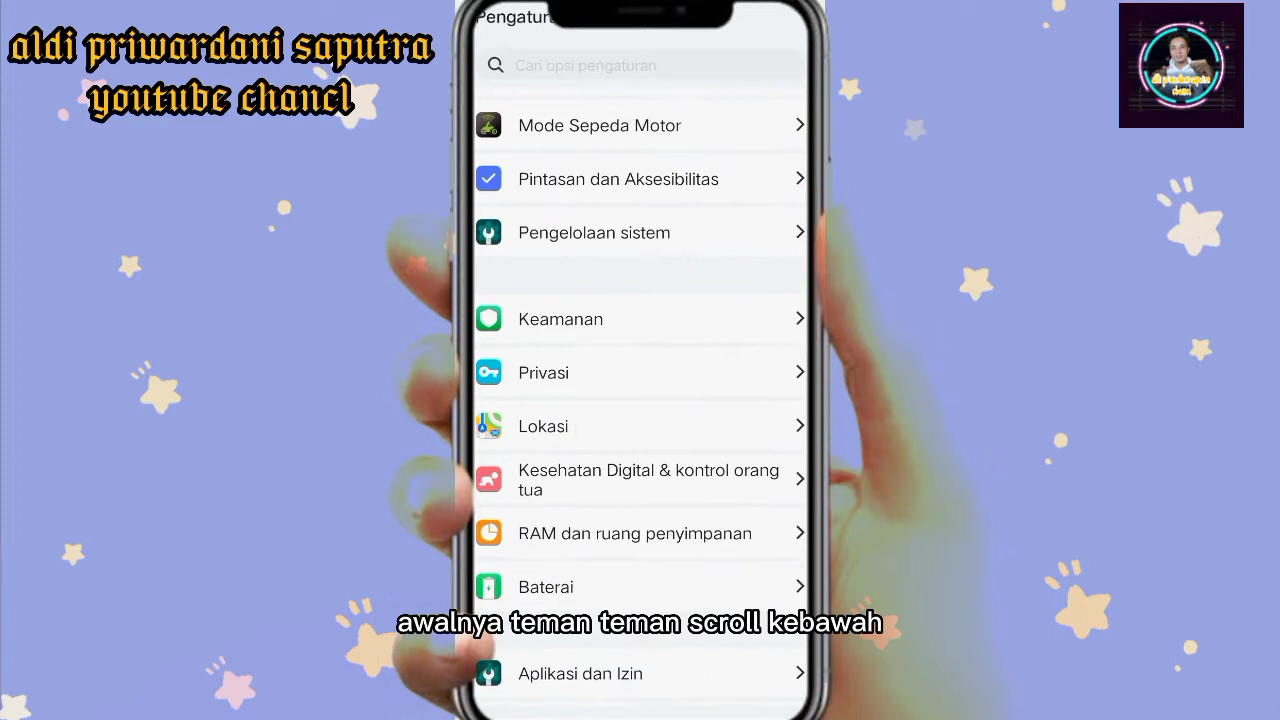 aldi priwardani saputra
youtube chanel
Pengatura
Cari opsi pengaturan
Mode Sepeda Motor
Pintasan dan Aksesibilitas
Pengelolaan sistem
Keamanan
Privasi
Lokasi
Kesehatan Digital & kontrol orang
tua
RAM dan ruang penyimpanan
Baterai
awalnya teman teman scroll kebawah
Aplikasi dan Izin